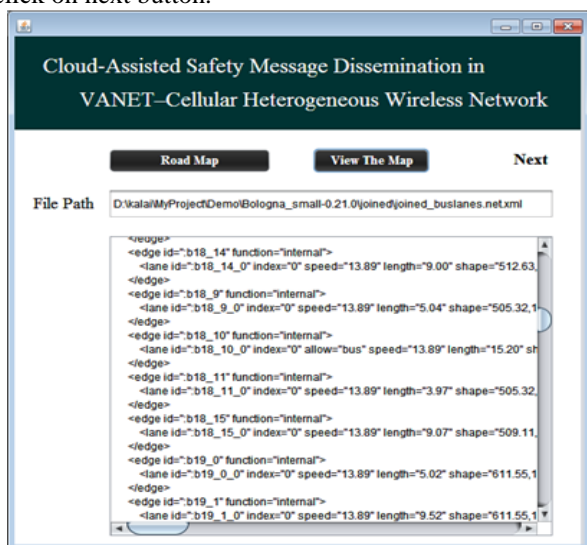 click on next button.
Cloud-Assisted Safety Message Dissemination in
VANET–Cellular Heterogeneous Wireless Network
Road Map View The Map Next
File Path D:\kalai\MyProject\Demo\Bologna_small-0.21.0\joined\joined_buslanes.net.xml
</edge>
<edge id=":b18_14" function="internal">
<lane id=":b18_14_0" index="0" speed="13.89" length="9.00" shape="512.63,
</edge>
<edge id=":b18_9" function="internal">
<lane id=":b18_9_0" index="0" speed="13.89" length="5.04" shape="505.32,1
</edge>
<edge id=":b18_10" function="internal">
<lane id=":b18_10_0" index="0" allow="bus" speed="13.89" length="15.20" sh
</edge>
<edge id=":b18_11" function="internal">
<lane id=":b18_11_0" index="0" speed="13.89" length="3.97" shape="505.32,
</edge>
<edge id=":b18_15" function="internal">
<lane id=":b18_15_0" index="0" speed="13.89" length="9.07" shape="509.11,
</edge>
<edge id=":b19_0" function="internal">
<lane id=":b19_0_0" index="0" speed="13.89" length="5.02" shape="611.55,1
</edge>
<edge id=":b19_1" function="internal">
<lane id=":b19_1_0" index="0" speed="13.89" length="9.52" shape="611.55,1